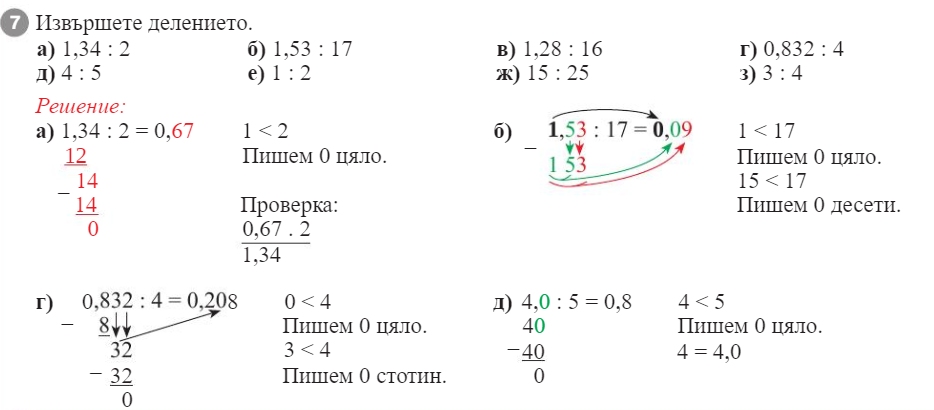 7 Извършете делението.
а) 1,34 : 2 б) 1,53 : 17 в) 1,28 : 16 г) 0,832 : 4
д) 4 : 5 е) 1 : 2 ж) 15 : 25 з) 3 : 4
Решение:
а) 1,34 : 2 = 0,67
12
– 14
14
0
1 < 2
Пишем 0 цяло.
Проверка:
0,67 . 2
1,34
б) 1,53 : 17 = 0,09
–
1 53
1 < 17
Пишем 0 цяло.
15 < 17
Пишем 0 десети.
г) 0,832 : 4 = 0,208
– 8
32
– 32
0
0 < 4
Пишем 0 цяло.
3 < 4
Пишем 0 стотин.
д) 4,0 : 5 = 0,8
40
–40
0
4 < 5
Пишем 0 цяло.
4 = 4,0